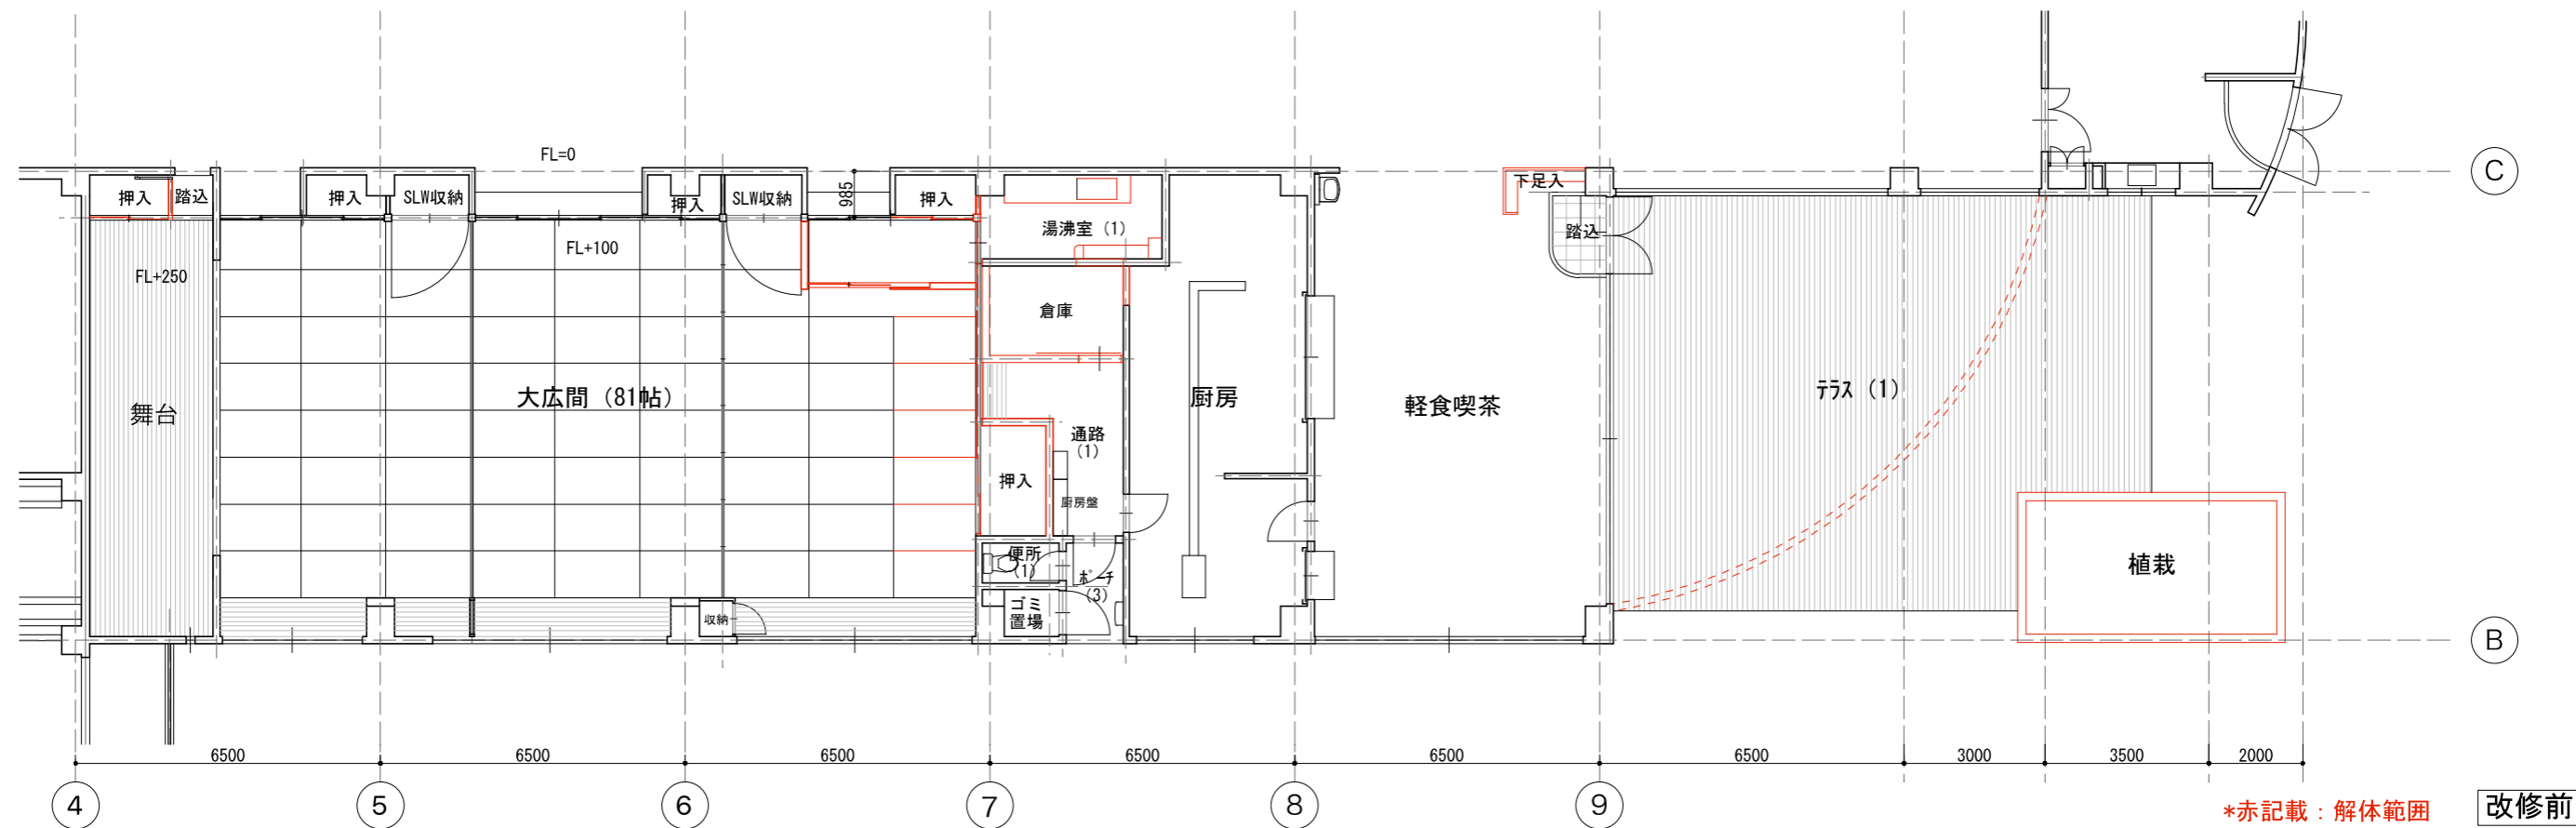 FL=0
C
押入
踏込
押入
SLW収納
押入
SLW収納
985
押入
下足入
湯沸室（1）
踏込
FL+250
FL+100
倉庫
舞台
大広間（81帖）
厨房
軽食喫茶
ﾃﾗｽ（1）
通路
（1）
押入
厨房盤
便所
（1）
ﾎﾟｰﾁ
（3）
植栽
ゴミ
置場
収納
B
6500
6500
6500
6500
6500
6500
3000
3500
2000
4
5
6
7
8
9
*赤記載：解体範囲
改修前